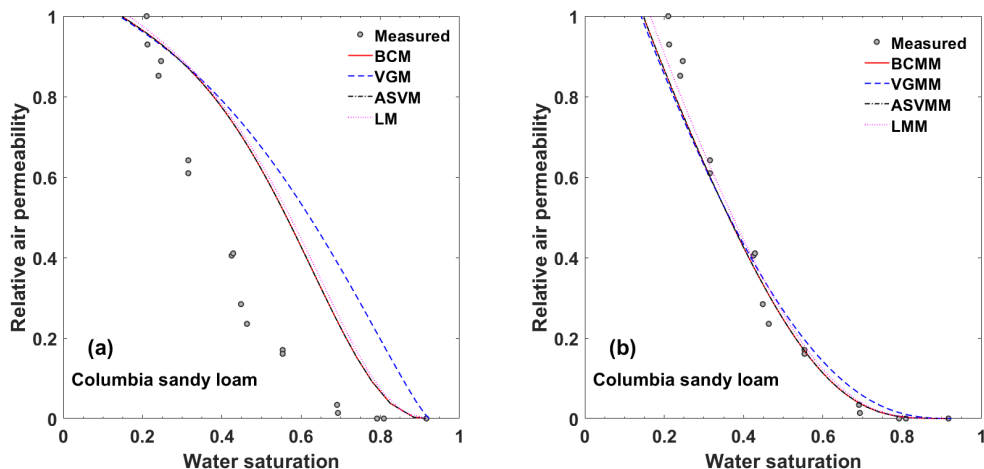 1
0.8
0.6
0.4
0.2
0
Relative air permeability
Measured
BCM
VGM
ASVM
LM
(a)
Columbia sandy loam
0 0.2 0.4 0.6 0.8 1
Water saturation
1
0.8
0.6
0.4
0.2
0
Relative air permeability
Measured
BCMM
VGMM
ASVMM
LMM
(b)
Columbia sandy loam
0 0.2 0.4 0.6 0.8 1
Water saturation